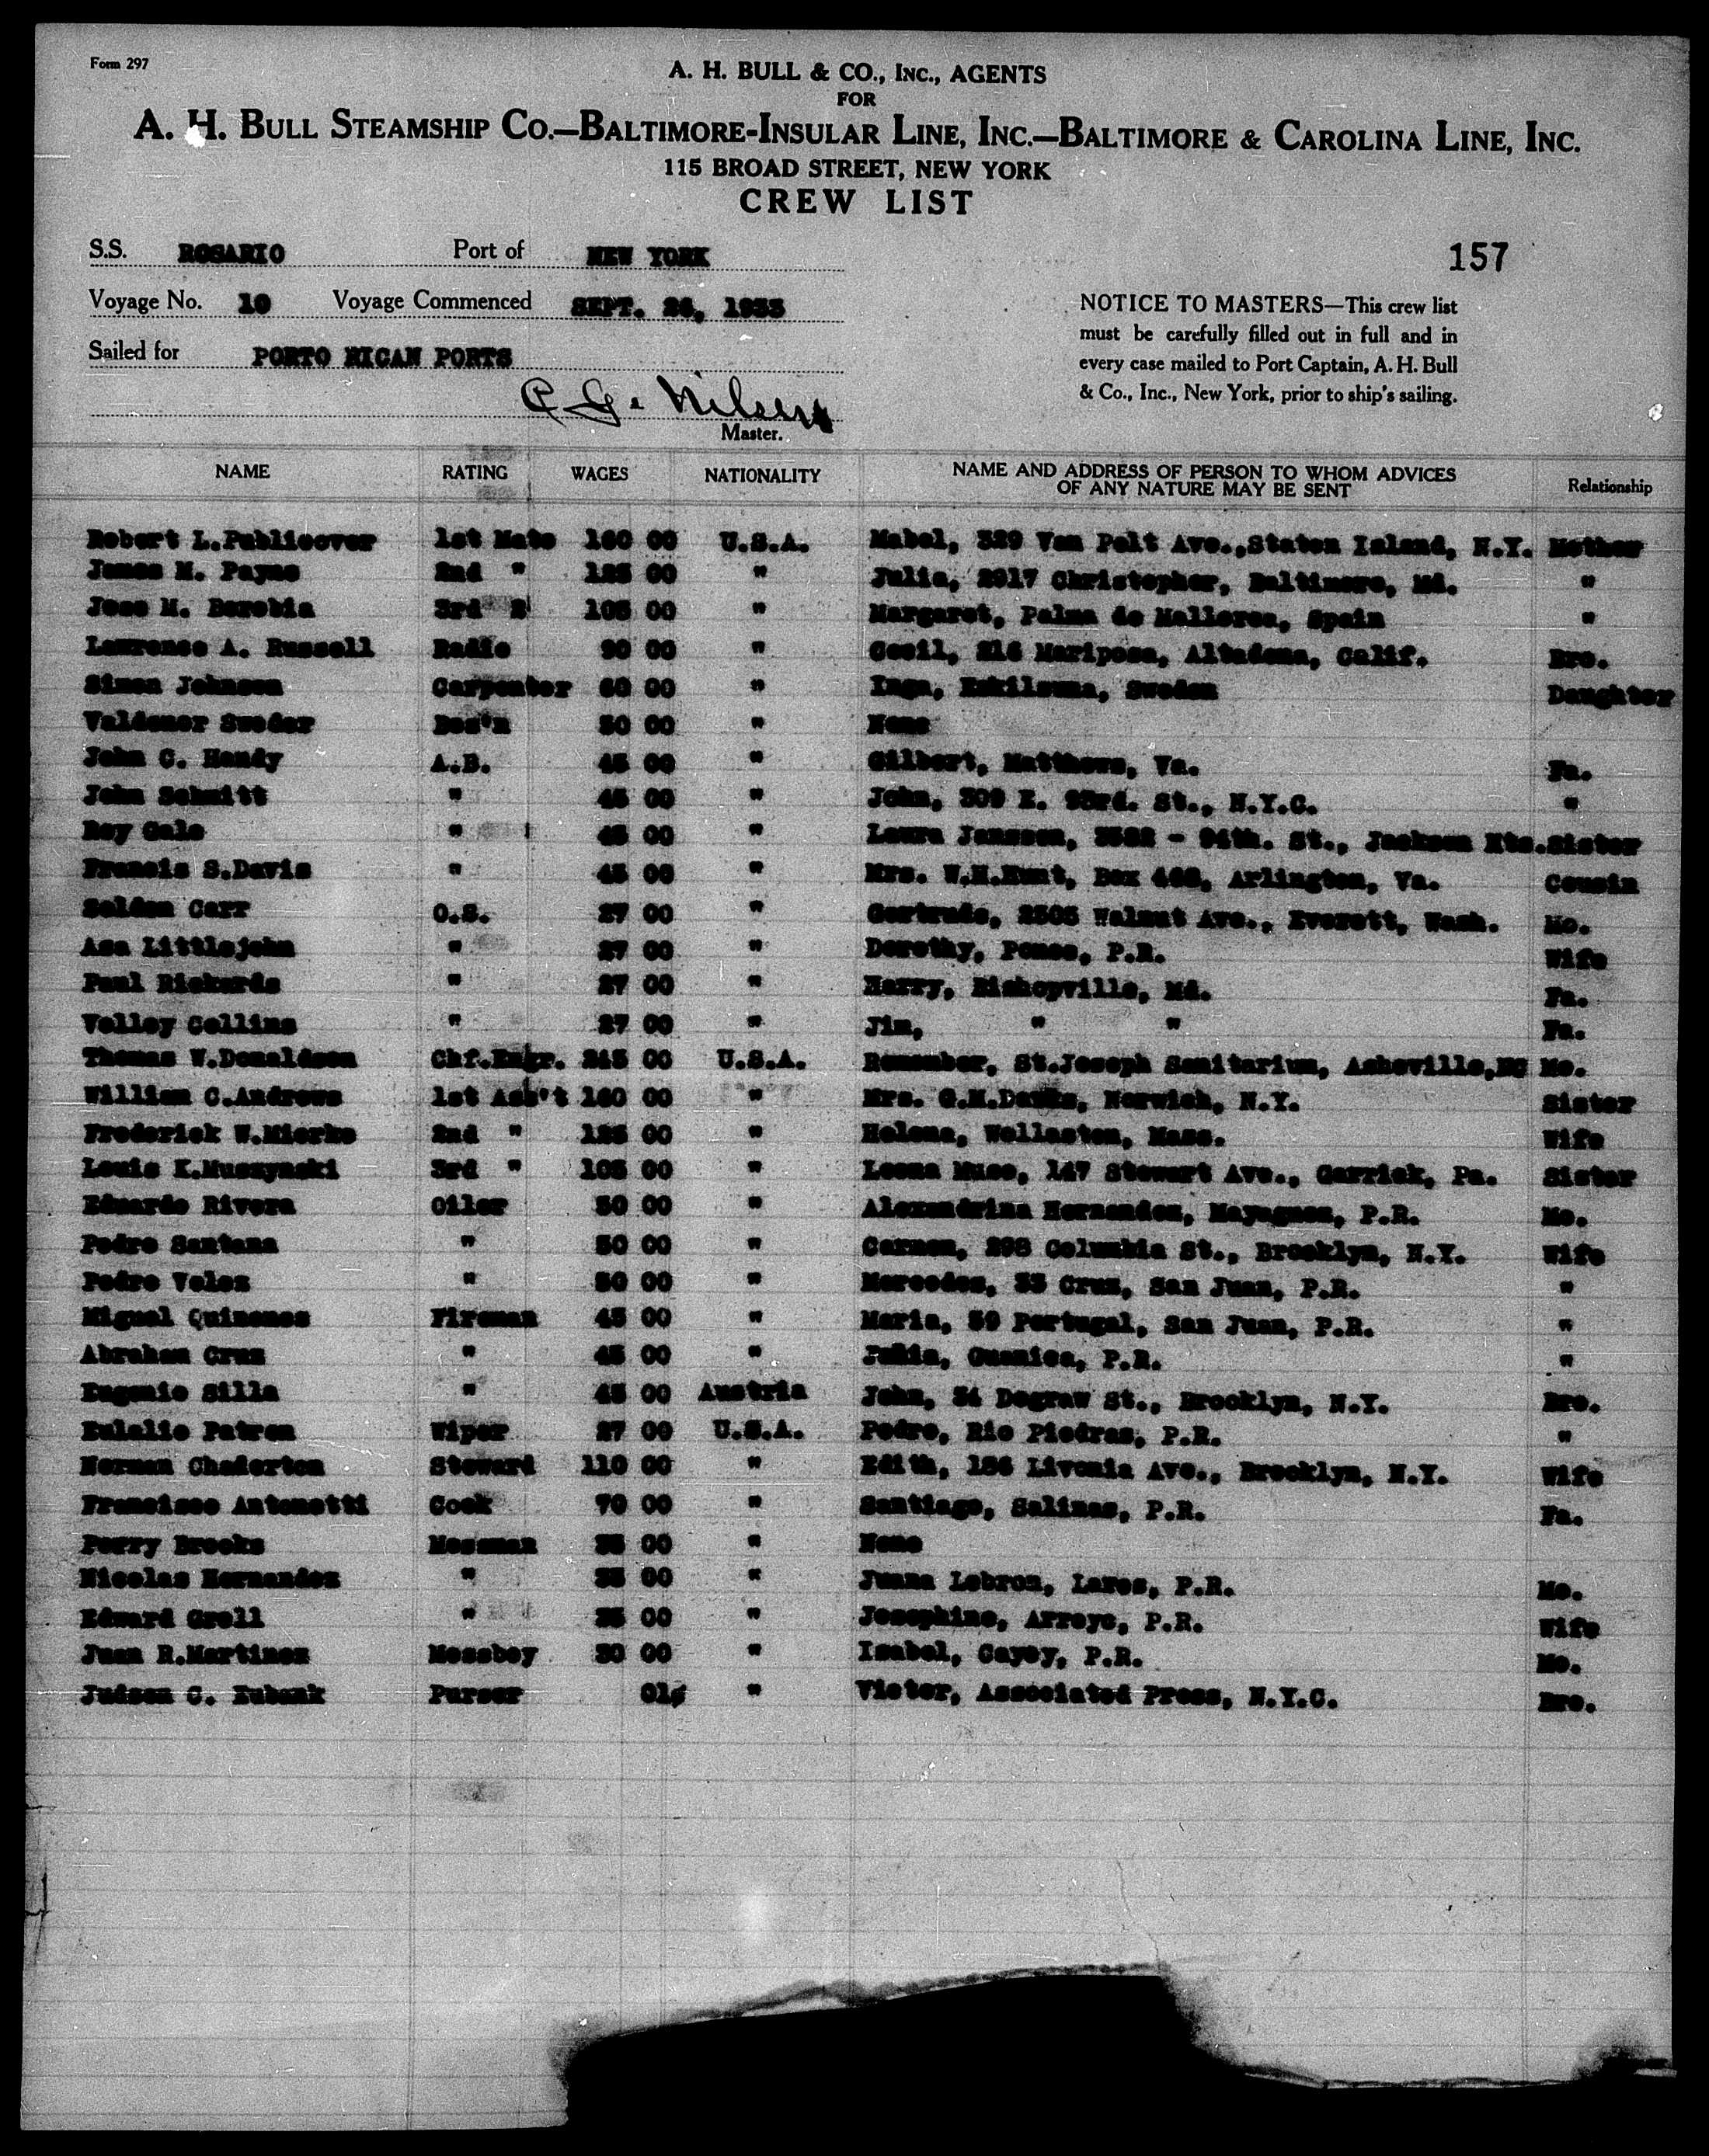 Form 297
A. H. BULL & CO., INC., AGENTS
FOR
A. H. BULL STEAMSHIP CO.—BALTIMORE-INSULAR LINE, INC.—BALTIMORE & CAROLINA LINE, INC.
115 BROAD STREET, NEW YORK
CREW LIST
S.S. ROSARIO Port of NEW YORK
157
Voyage No. 10 Voyage Commenced SEPT. 26, 1933
Sailed for PORTO RICAN PORTS
NOTICE TO MASTERS—This crew list
must be carefully filled out in full and in
every case mailed to Port Captain, A. H. Bull
& Co., Inc., New York, prior to ship's sailing.
Nilsen
Master.
NAME RATING WAGES NATIONALITY NAME AND ADDRESS OF PERSON TO WHOM ADVICES OF ANY NATURE MAY BE SENT Relationship
Robert L.Publicover 1st Mate 160 00 U.S.A. Mabel, 329 Van Pelt Ave.,Staten Island, N.Y. Mother
James M. Payne 2nd " 125 00 " Julia, 2917 Christopher, Baltimore, Md. "
Jose M. Berobia 3rd " 105 00 " Margaret, Palma de Mallorca, Spain "
Lawrence A. Russell Radio 90 00 " Cecil, 216 Mariposa, Altadena, Calif. Bro.
Simon Johnson Carpenter 60 00 " Inga, Sweden Daughter
Valdemar Sweder Bos'n 50 00 " None
John C. Handy A.B. 45 00 " Gilbert, Matthews, Va. Fa.
John Schmitt " 45 00 " John, 309 E. 93rd. St., N.Y.C. "
Roy Gale " 45 00 " Laura Janssen, - 94th. St., Jackson Hts. Sister
Francis S.Davis " 45 00 " Mrs. W.H.Hunt, Box Arlington, Va. Cousin
Selden Carr O.S. 27 00 " Gertrude, 2505 Walnut Ave., Everett, Wash. Mo.
Asa Littlejohn " 27 00 " Dorothy, Ponce, P.R. Wife
Paul Rickards " 27 00 " Harry, Bishopville, Md. Fa.
Volley Collins " 27 00 " Jim, " " Fa.
Thomas W.Donaldson Chf.Engr. 245 00 U.S.A. Remember, St.Joseph Sanitarium, Asheville,NC Mo.
William C.Andrews 1st Ass't 160 00 " Mrs. G.M. Norwich, N.Y. Sister
Frederick W.Mierke 2nd " 125 00 " Helena, Wollaston, Mass. Wife
Louis K.Muszynski 3rd " 105 00 " Leona Muse, 147 Stewart Ave., Carrick, Pa. Sister
Eduardo Rivera Oiler 50 00 " Alexandrina Hernandez, Mayaguez, P.R. Mo.
Pedro Santana " 50 00 " Carmen, 298 Columbia St., Brooklyn, N.Y. Wife
Pedro Velez " 50 00 " Mercedes, 33 Cruz, San Juan, P.R. "
Miguel Quinones Fireman 45 00 " Maria, 59 Portugal, San Juan, P.R. "
Abraham Cruz " 45 00 " Julia, Guanica, P.R. "
Eugenio Silla " 45 00 Austria John, 34 Degraw St., Brooklyn, N.Y. Bro.
Eulalio Patron Wiper 27 00 U.S.A. Pedro, Rio Piedras, P.R. "
Norman Chaderton Steward 110 00 " Edith, 186 Livonia Ave., Brooklyn, N.Y. Wife
Francisco Antonetti Cook 70 00 " Santiago, Salinas, P.R. Fa.
Perry Brooks Messman 35 00 " None
Nicolas Hernandez " 35 00 " Juana Lebron, Lares, P.R. Mo.
Edward Grell " 35 00 " Josephine, Arroyo, P.R. Wife
Juan R.Martinez Messboy 30 00 " Isabel, Cayey, P.R. Mo.
Judson C. Eubank Purser 01¢ " Victor, Associated Press, N.Y.C. Bro.